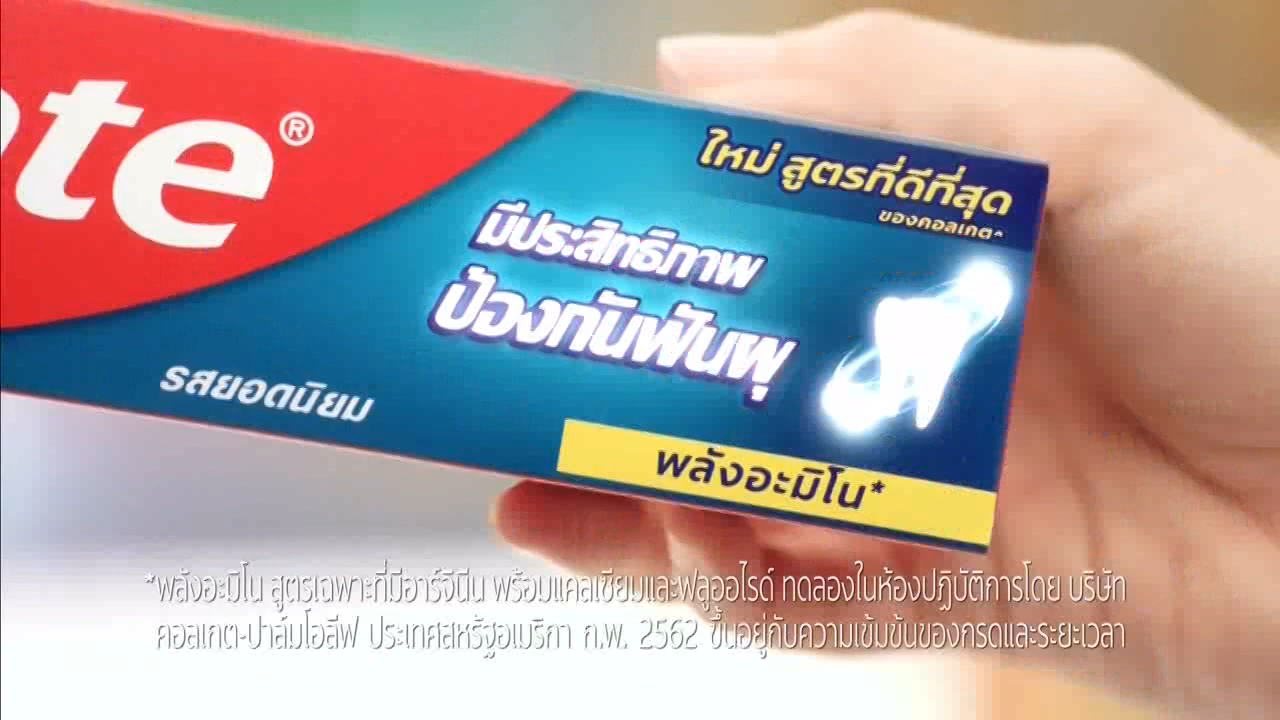 ote®
ใหม่ สูตรที่ดีที่สุด
ของคอลเกต^
มีประสิทธิภาพ
ป้องกันฟันผุ
รสยอดนิยม
พลังอะมิโน*
*พลังอะมิโน สูตรเฉพาะที่มีอาร์จินีน พร้อมแคลเซียมและฟลูออไรด์ ทดลองในห้องปฏิบัติการโดย บริษัท
คอลเกต-ปาล์มโอลีฟ ประเทศสหรัฐอเมริกา ก.พ. 2562 ขึ้นอยู่กับความเข้มข้นของกรดและระยะเวลา